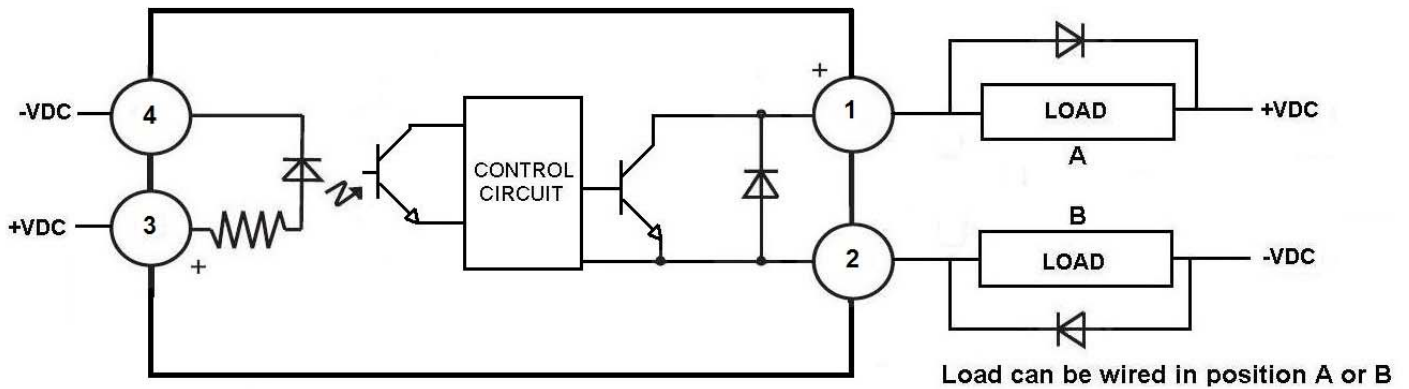 -VDC
4
+VDC
3
+
CONTROL
CIRCUIT
+
1
LOAD
A
+VDC
2
B
LOAD
-VDC
Load can be wired in position A or B